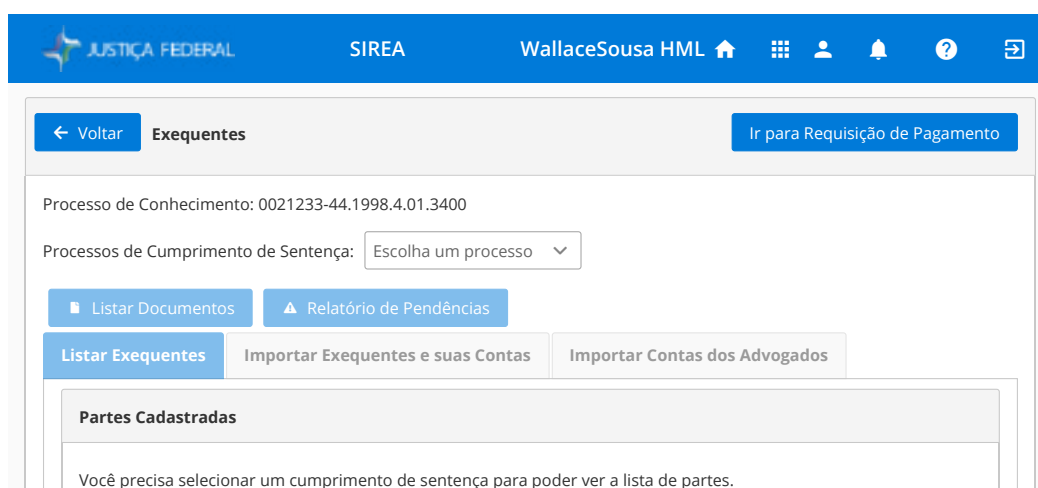 JUSTIÇA FEDERAL SIREA WallaceSousa HML
Voltar Exequentes Ir para Requisição de Pagamento
Processo de Conhecimento: 0021233-44.1998.4.01.3400
Processos de Cumprimento de Sentença: Escolha um processo
Listar Documentos Relatório de Pendências
Listar Exequentes Importar Exequentes e suas Contas Importar Contas dos Advogados
Partes Cadastradas
Você precisa selecionar um cumprimento de sentença para poder ver a lista de partes.